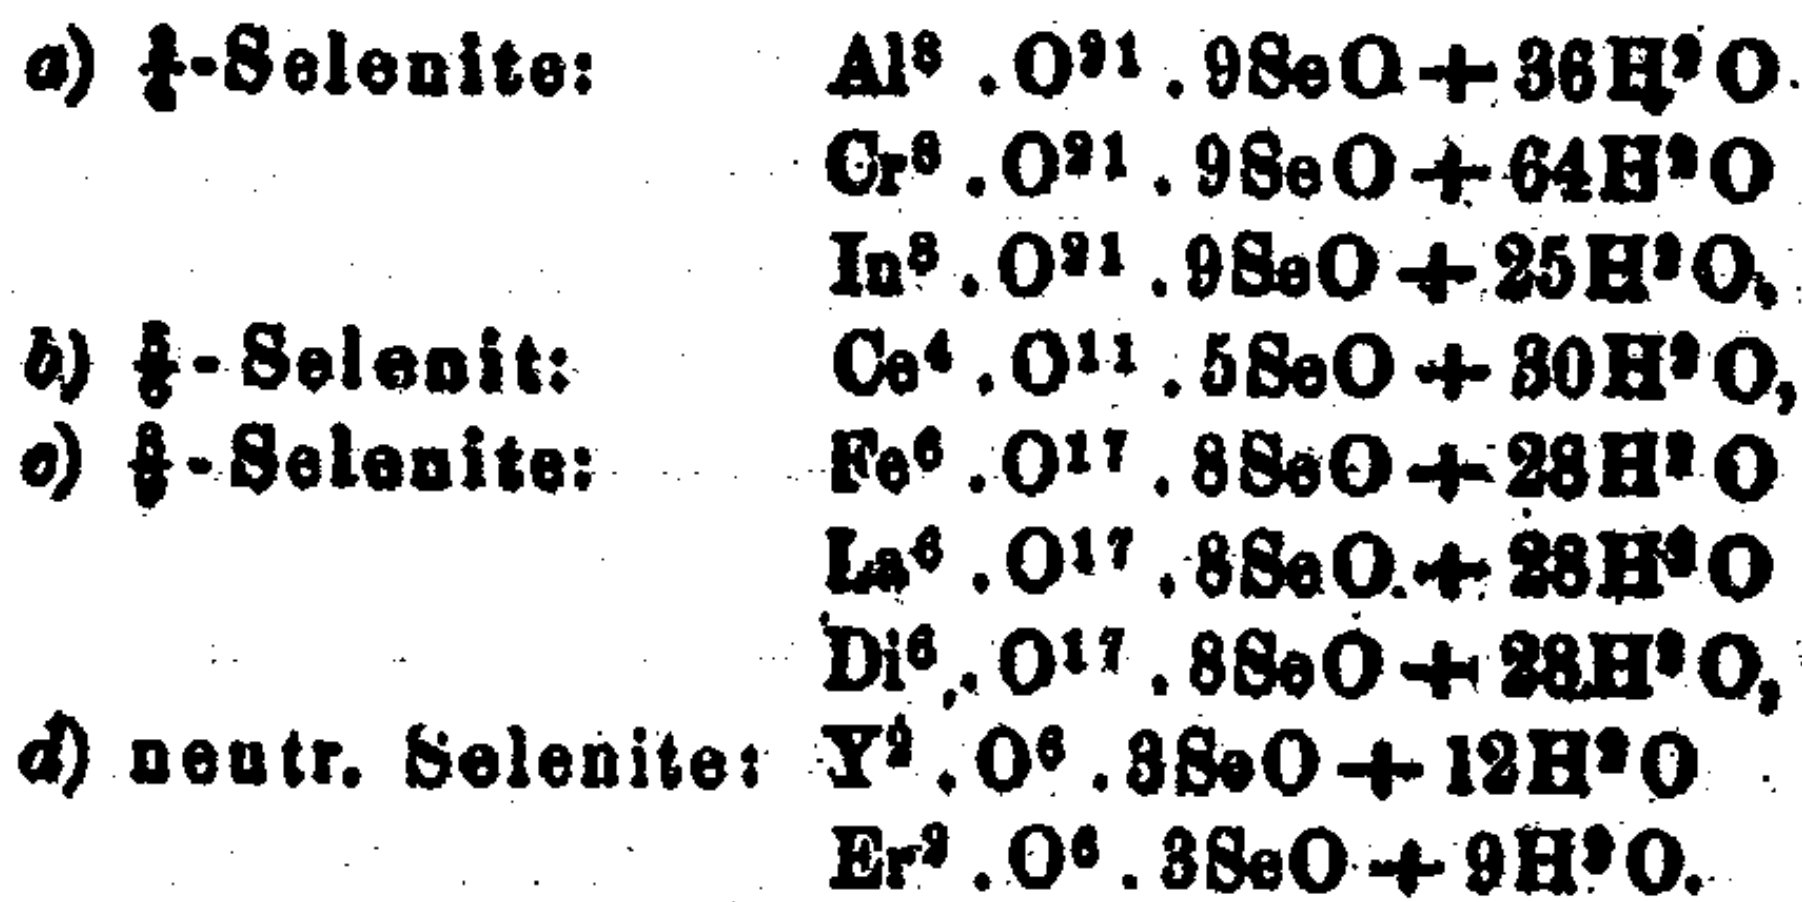 a) ¾-Selenite: Al⁸ . O²¹ . 9SeO + 36H²O
Cr⁸ . O²¹ . 9SeO + 64H²O
In⁸ . O²¹ . 9SeO + 25H²O,
b) ⅚-Selenit: Ce⁴ . O¹¹ . 5SeO + 30H²O,
c) 8/9-Selenite: Fe⁶ . O¹⁷ . 8SeO + 28H²O
La⁶ . O¹⁷ . 8SeO + 28H²O
Di⁶ . O¹⁷ . 8SeO + 28H²O,
d) neutr. Selenite: Y² . O⁶ . 3SeO + 12H²O
Er² . O⁶ . 3SeO + 9H²O.